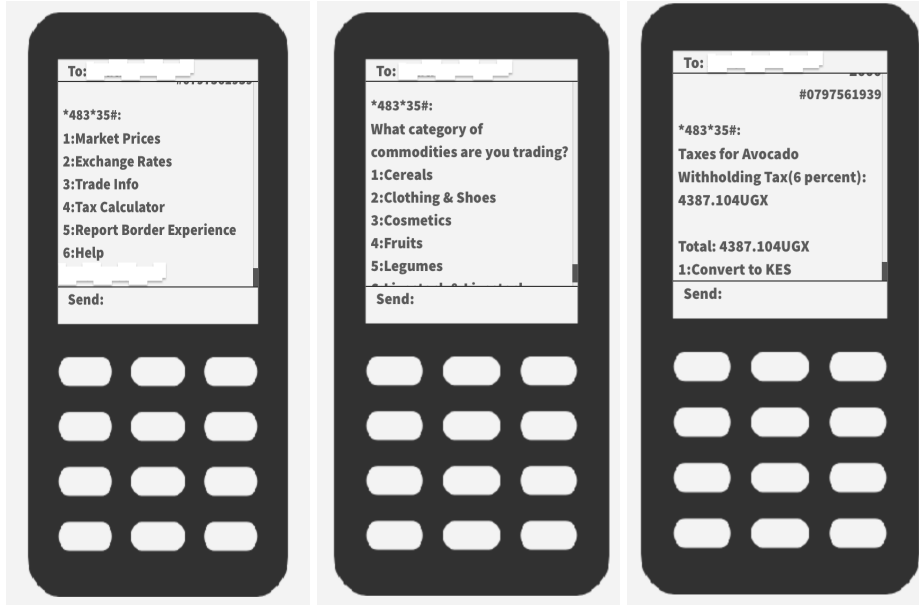 To:
*483*35#:
1:Market Prices
2:Exchange Rates
3:Trade Info
4:Tax Calculator
5:Report Border Experience
6:Help
Send:
To:
*483*35#:
What category of
commodities are you trading?
1:Cereals
2:Clothing & Shoes
3:Cosmetics
4:Fruits
5:Legumes
Send:
To:
#0797561939
*483*35#:
Taxes for Avocado
Withholding Tax(6 percent):
4387.104UGX
Total: 4387.104UGX
1:Convert to KES
Send: